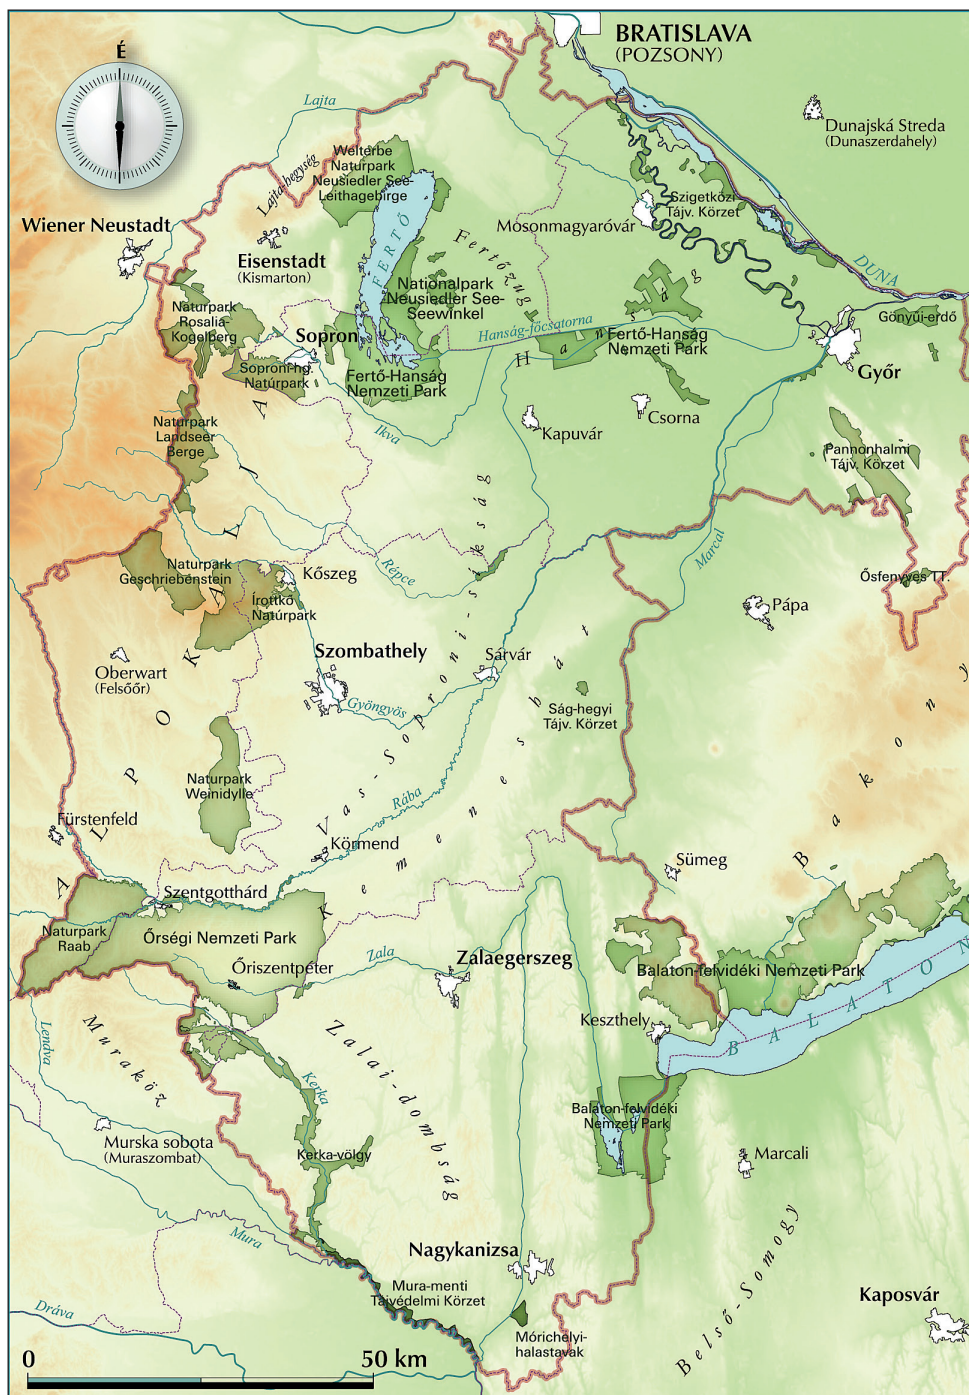 É
BRATISLAVA
(POZSONY)
Lajta
Dunajská Streda
(Dunaszerdahely)
Lajta-hegység
Welterbe
Naturpark
Neusiedler See-
Leithagebirge
Szigetközi
Tájv. Körzet
Wiener Neustadt
Mosonmagyaróvár
Eisenstadt
(Kismarton)
FERTŐ
Fertőzug
DUNA
Nationalpark
Neusiedler See-
Seewinkel
Naturpark
Rosalia-
Kogelberg
Hanság-főcsatorna
Hanság
Gönyűi-erdő
Sopron
Fertő-Hanság
Nemzeti Park
Soproni-hg.
Natúrpark
Fertő-Hanság
Nemzeti Park
Győr
Ikva
Kapuvár
Csorna
Naturpark
Landseer
Berge
Pannonhalmi
Tájv. Körzet
ALPOKALJA
Vas-Soproni-síkság
Marcal
Répce
Naturpark
Geschriebenstein
Kőszeg
Írottkő
Natúrpark
Ősfenyves TT.
Pápa
Oberwart
(Felsőőr)
Szombathely
Sárvár
Gyöngyös
Ság-hegyi
Tájv. Körzet
Kemeneshát
Bakony
Naturpark
Weinidylle
Rába
Fürstenfeld
Körmend
Sümeg
Szentgotthárd
Naturpark
Raab
Őrségi Nemzeti Park
Őriszentpéter
Zala
Zalaegerszeg
Balaton-felvidéki Nemzeti Park
BALATON
Keszthely
Lendva
Muraköz
Zalai-dombság
Kerka
Balaton-felvidéki
Nemzeti Park
Murska sobota
(Muraszombat)
Kerka-völgy
Marcali
Mura
Nagykanizsa
Belső-Somogy
Mura-menti
Tájvédelmi Körzet
Kaposvár
Dráva
Mórichelyi-
halastavak
0 50 km